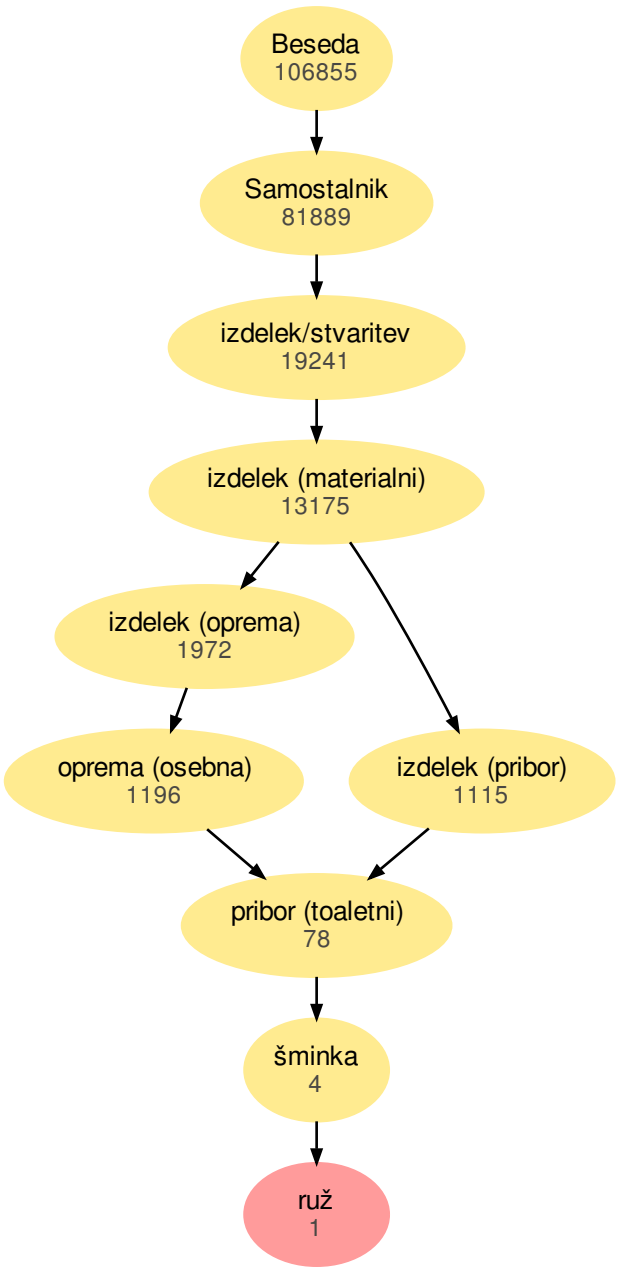 Beseda
106855
Samostalnik
81889
izdelek/stvaritev
19241
izdelek (materialni)
13175
izdelek (oprema)
1972
oprema (osebna)
1196
izdelek (pribor)
1115
pribor (toaletni)
78
šminka
4
ruž
1